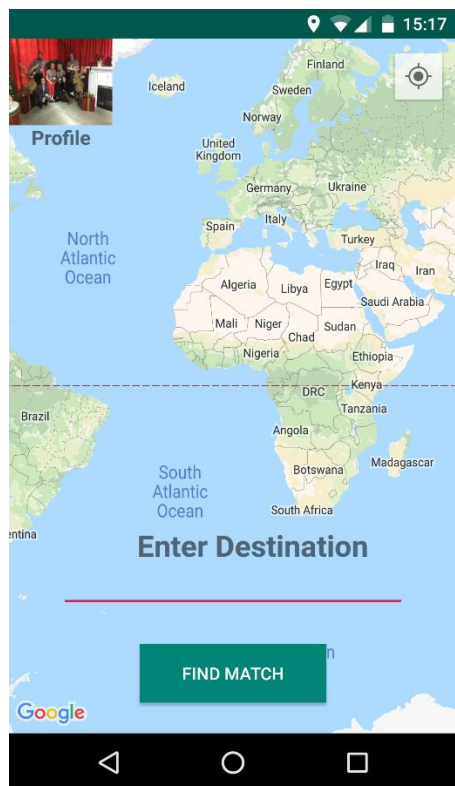 15:17
Profile
Iceland
Finland
Sweden
Norway
United
Kingdom
Germany
Ukraine
Spain
Italy
Turkey
North
Atlantic
Ocean
Iraq
Iran
Algeria
Libya
Egypt
Saudi Arabia
Mali
Niger
Chad
Sudan
Nigeria
Ethiopia
DRC
Kenya
Tanzania
Brazil
Angola
Botswana
Madagascar
South
Atlantic
Ocean
South Africa
entina
Enter Destination
n
FIND MATCH
Google